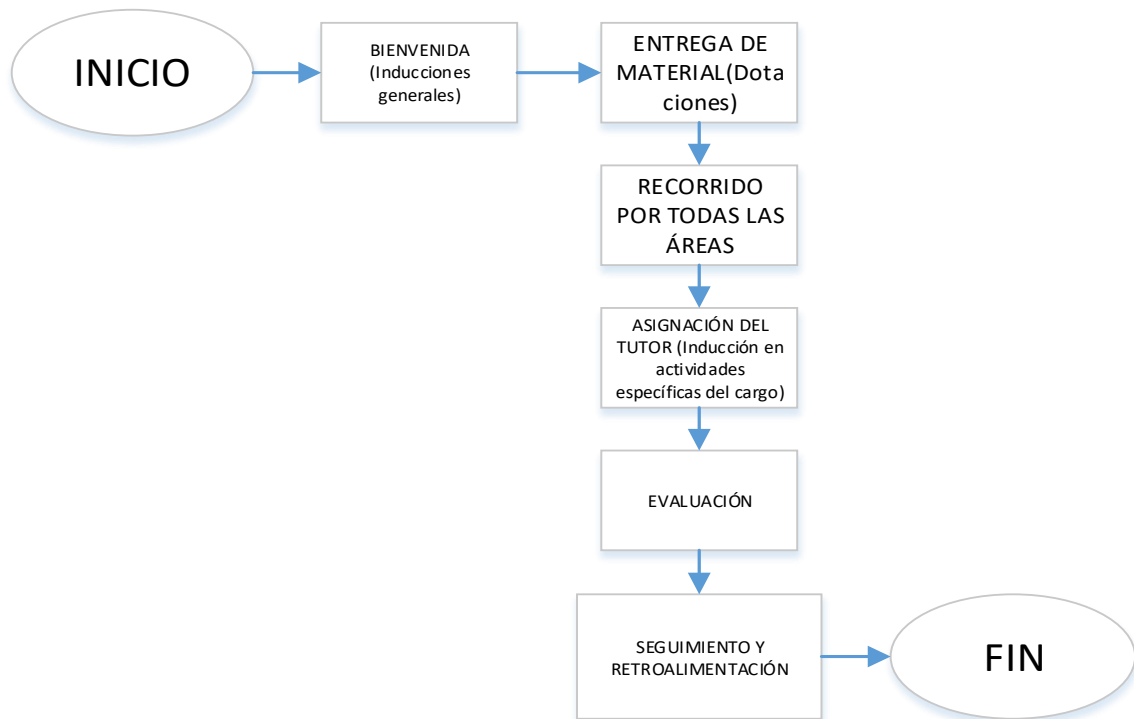 INICIO
BIENVENIDA
(Inducciones
generales)
ENTREGA DE
MATERIAL(Dota
ciones)
RECORRIDO
POR TODAS LAS
ÁREAS
ASIGNACIÓN DEL
TUTOR (Inducción en
actividades
específicas del cargo)
EVALUACIÓN
SEGUIMIENTO Y
RETROALIMENTACIÓN
FIN